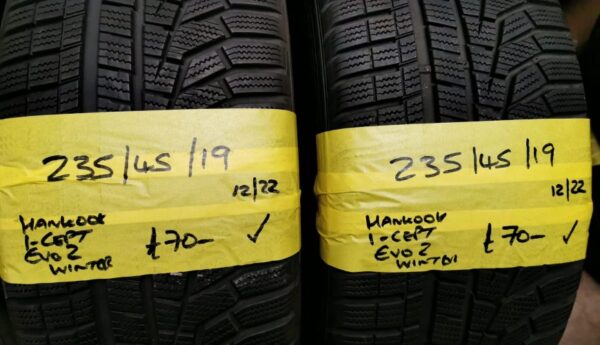 235/45/19
12/22
HANKOOK
I-CEPT
EVO 2
WINTER
£70-
✓
235/45/19
12/22
HANKOOK
I-CEPT
EVO 2
WINTER
£70-
✓